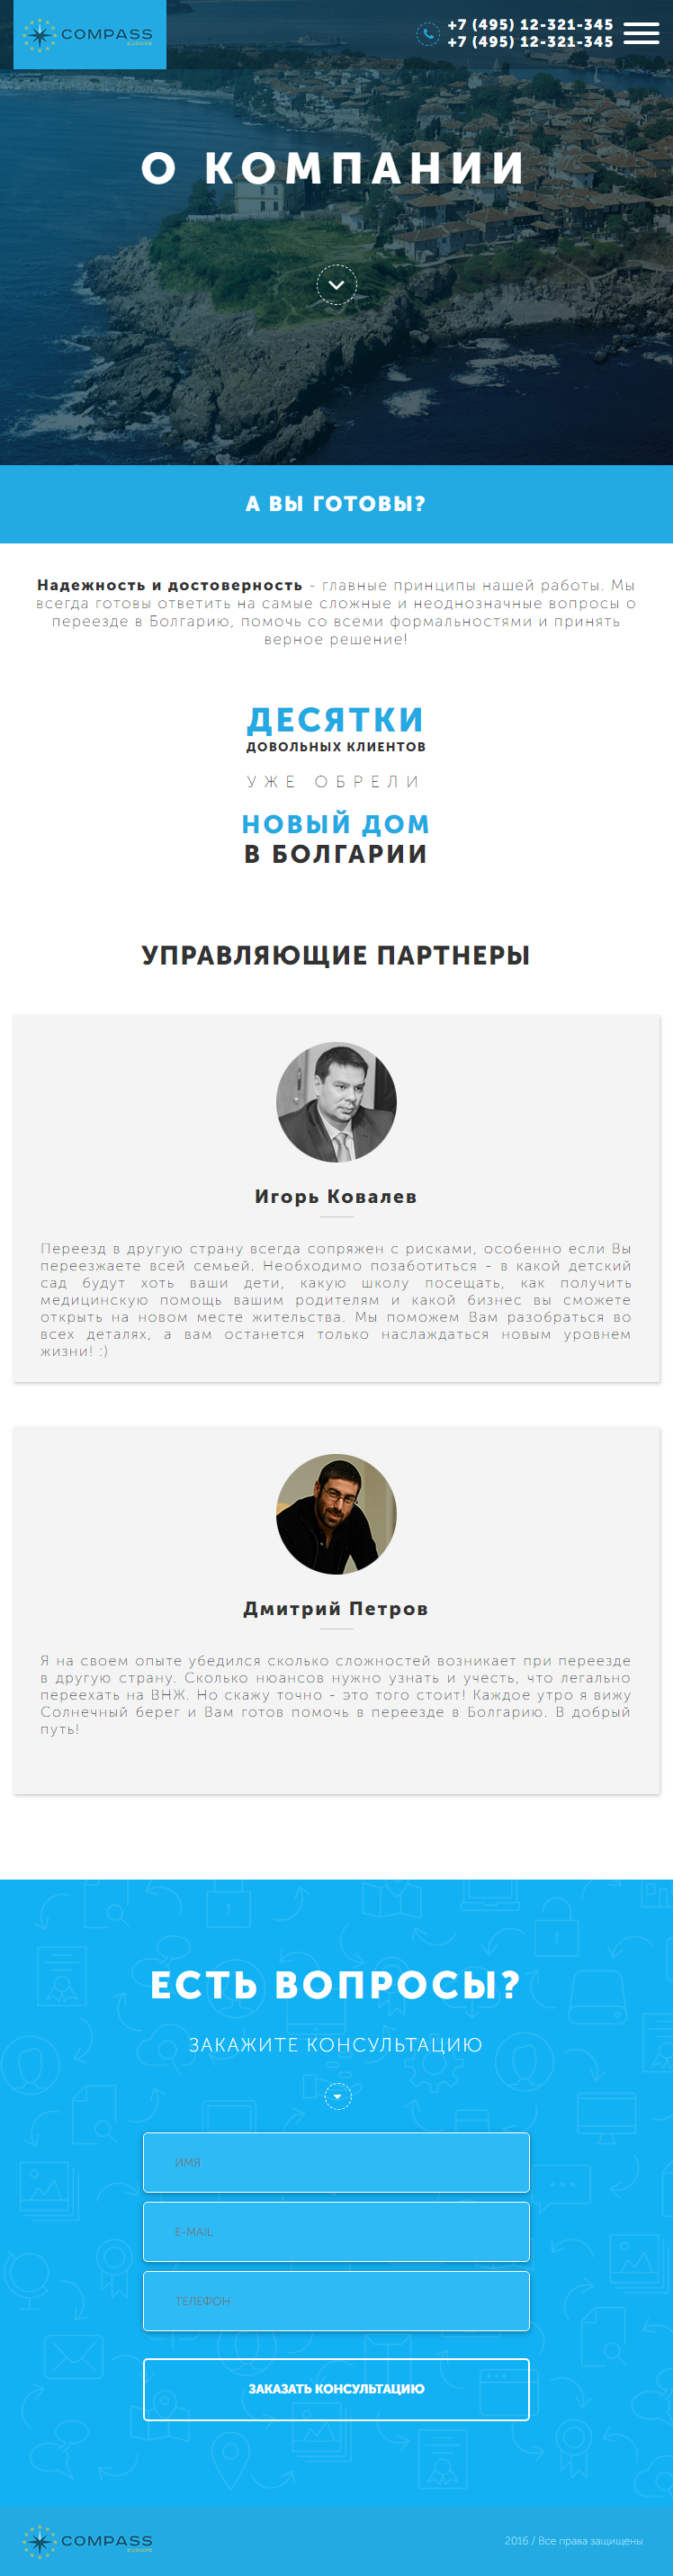 COMPASS
EUROPE
+7 (495) 12-321-345
+7 (495) 12-321-345
О КОМПАНИИ
А ВЫ ГОТОВЫ?
Надежность и достоверность - главные принципы нашей работы. Мы
всегда готовы ответить на самые сложные и неоднозначные вопросы о
переезде в Болгарию, помочь со всеми формальностями и принять
верное решение!
ДЕСЯТКИ
ДОВОЛЬНЫХ КЛИЕНТОВ
УЖЕ ОБРЕЛИ
НОВЫЙ ДОМ
В БОЛГАРИИ
УПРАВЛЯЮЩИЕ ПАРТНЕРЫ
Игорь Ковалев
Переезд в другую страну всегда сопряжен с рисками, особенно если Вы
переезжаете всей семьей. Необходимо позаботиться - в какой детский
сад будут хоть ваши дети, какую школу посещать, как получить
медицинскую помощь вашим родителям и какой бизнес вы сможете
открыть на новом месте жительства. Мы поможем Вам разобраться во
всех деталях, а вам останется только наслаждаться новым уровнем
жизни! :)
Дмитрий Петров
Я на своем опыте убедился сколько сложностей возникает при переезде
в другую страну. Сколько нюансов нужно узнать и учесть, что легально
переехать на ВНЖ. Но скажу точно - это того стоит! Каждое утро я вижу
Солнечный берег и Вам готов помочь в переезде в Болгарию. В добрый
путь!
ЕСТЬ ВОПРОСЫ?
ЗАКАЖИТЕ КОНСУЛЬТАЦИЮ
ИМЯ
E-MAIL
ТЕЛЕФОН
ЗАКАЗАТЬ КОНСУЛЬТАЦИЮ
COMPASS
EUROPE
2016 / Все права защищены